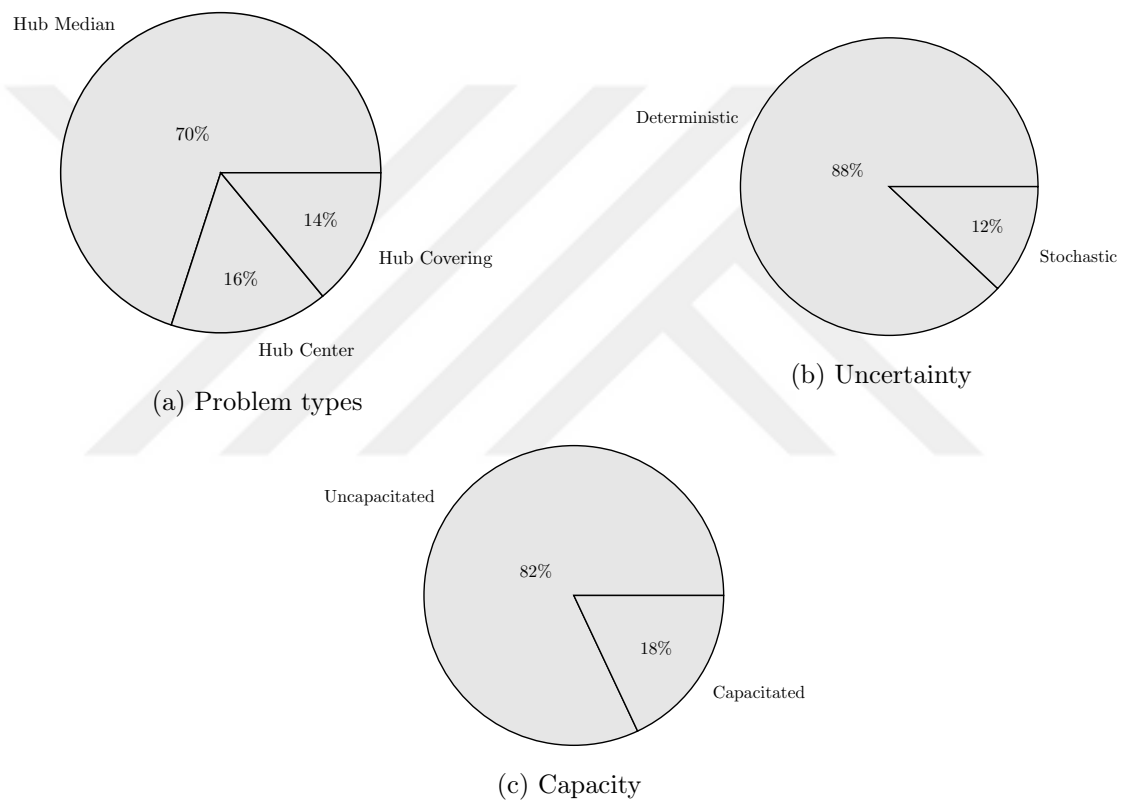 Hub Median
70%
14%
Hub Covering
16%
Hub Center
(a) Problem types
Deterministic
88%
12%
Stochastic
(b) Uncertainty
Uncapacitated
82%
18%
Capacitated
(c) Capacity